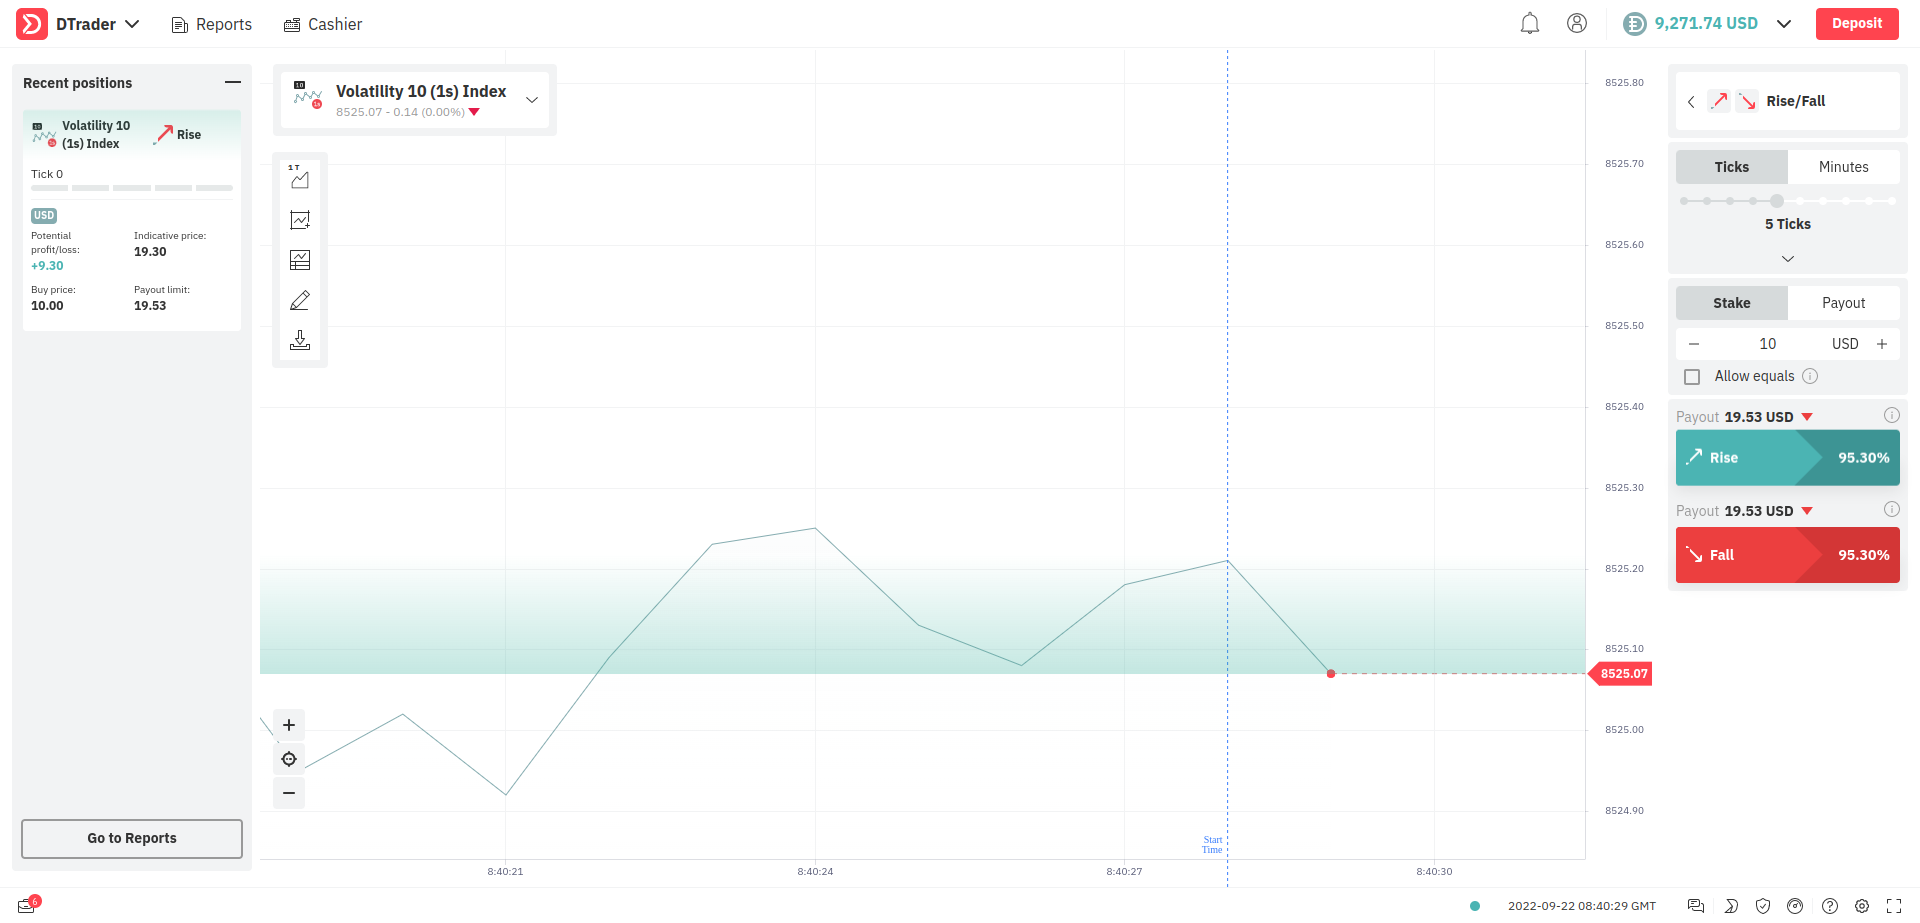 DTrader
Reports
Cashier
9,271.74 USD
Deposit
Recent positions
Volatility 10
(1s) Index
Rise
Tick 0
USD
Potential
profit/loss:
+9.30
Indicative price:
19.30
Buy price:
10.00
Payout limit:
19.53
Go to Reports
10
1s
Volatility 10 (1s) Index
8525.07 - 0.14 (0.00%)
1 T
8525.80
8525.70
8525.60
8525.50
8525.40
8525.30
8525.20
8525.10
8525.07
8525.00
8524.90
Start
Time
8:40:21
8:40:24
8:40:27
8:40:30
Rise/Fall
Ticks
Minutes
5 Ticks
Stake
Payout
10
USD
Allow equals
Payout 19.53 USD
Rise
95.30%
Payout 19.53 USD
Fall
95.30%
6
2022-09-22 08:40:29 GMT